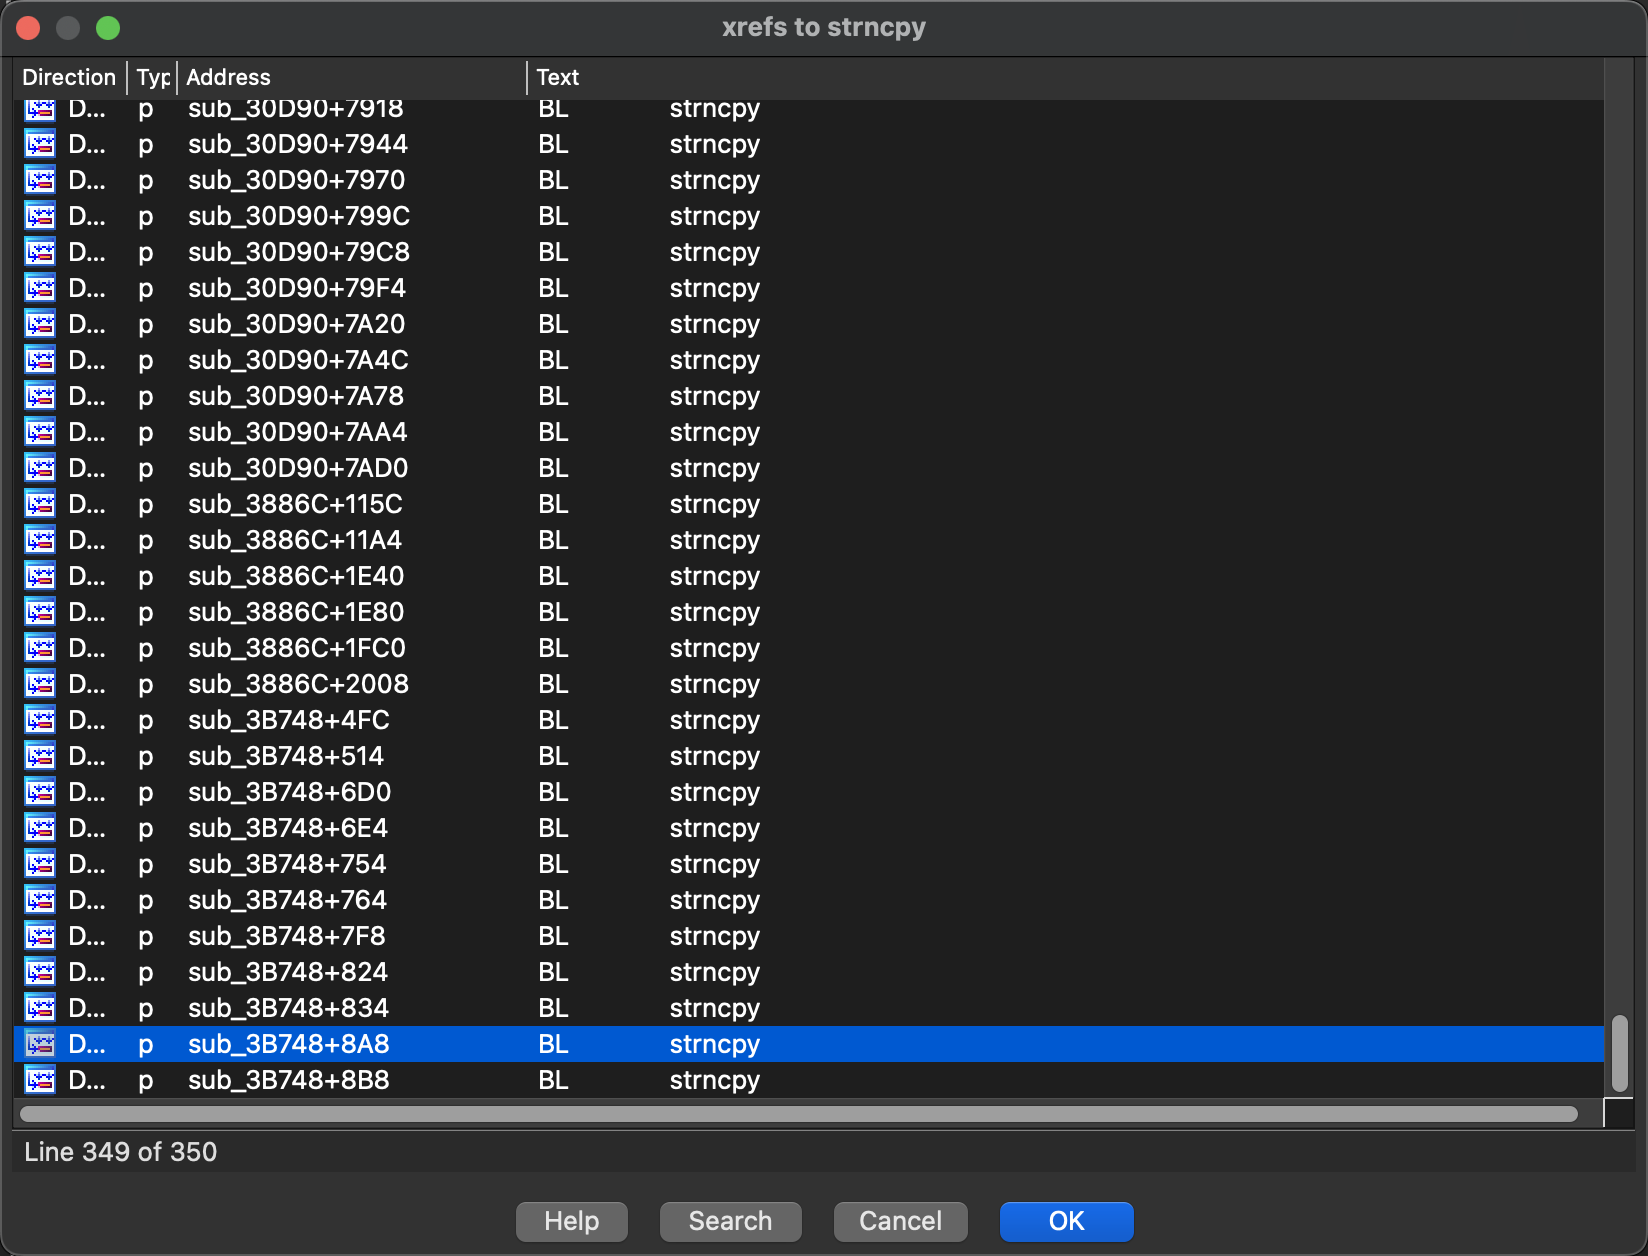 xrefs to strncpy
Direction Typ Address Text
D... p sub_30D90+7918 BL strncpy
D... p sub_30D90+7944 BL strncpy
D... p sub_30D90+7970 BL strncpy
D... p sub_30D90+799C BL strncpy
D... p sub_30D90+79C8 BL strncpy
D... p sub_30D90+79F4 BL strncpy
D... p sub_30D90+7A20 BL strncpy
D... p sub_30D90+7A4C BL strncpy
D... p sub_30D90+7A78 BL strncpy
D... p sub_30D90+7AA4 BL strncpy
D... p sub_30D90+7AD0 BL strncpy
D... p sub_3886C+115C BL strncpy
D... p sub_3886C+11A4 BL strncpy
D... p sub_3886C+1E40 BL strncpy
D... p sub_3886C+1E80 BL strncpy
D... p sub_3886C+1FC0 BL strncpy
D... p sub_3886C+2008 BL strncpy
D... p sub_3B748+4FC BL strncpy
D... p sub_3B748+514 BL strncpy
D... p sub_3B748+6D0 BL strncpy
D... p sub_3B748+6E4 BL strncpy
D... p sub_3B748+754 BL strncpy
D... p sub_3B748+764 BL strncpy
D... p sub_3B748+7F8 BL strncpy
D... p sub_3B748+824 BL strncpy
D... p sub_3B748+834 BL strncpy
D... p sub_3B748+8A8 BL strncpy
D... p sub_3B748+8B8 BL strncpy
Line 349 of 350
Help Search Cancel OK